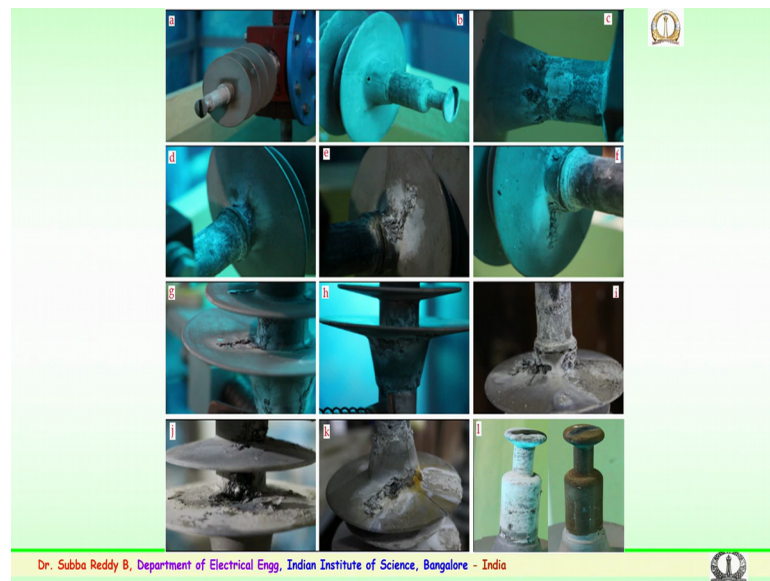 a
b
c
d
e
f
g
h
i
j
k
l
Dr. Subba Reddy B, Department of Electrical Engg, Indian Institute of Science, Bangalore - India